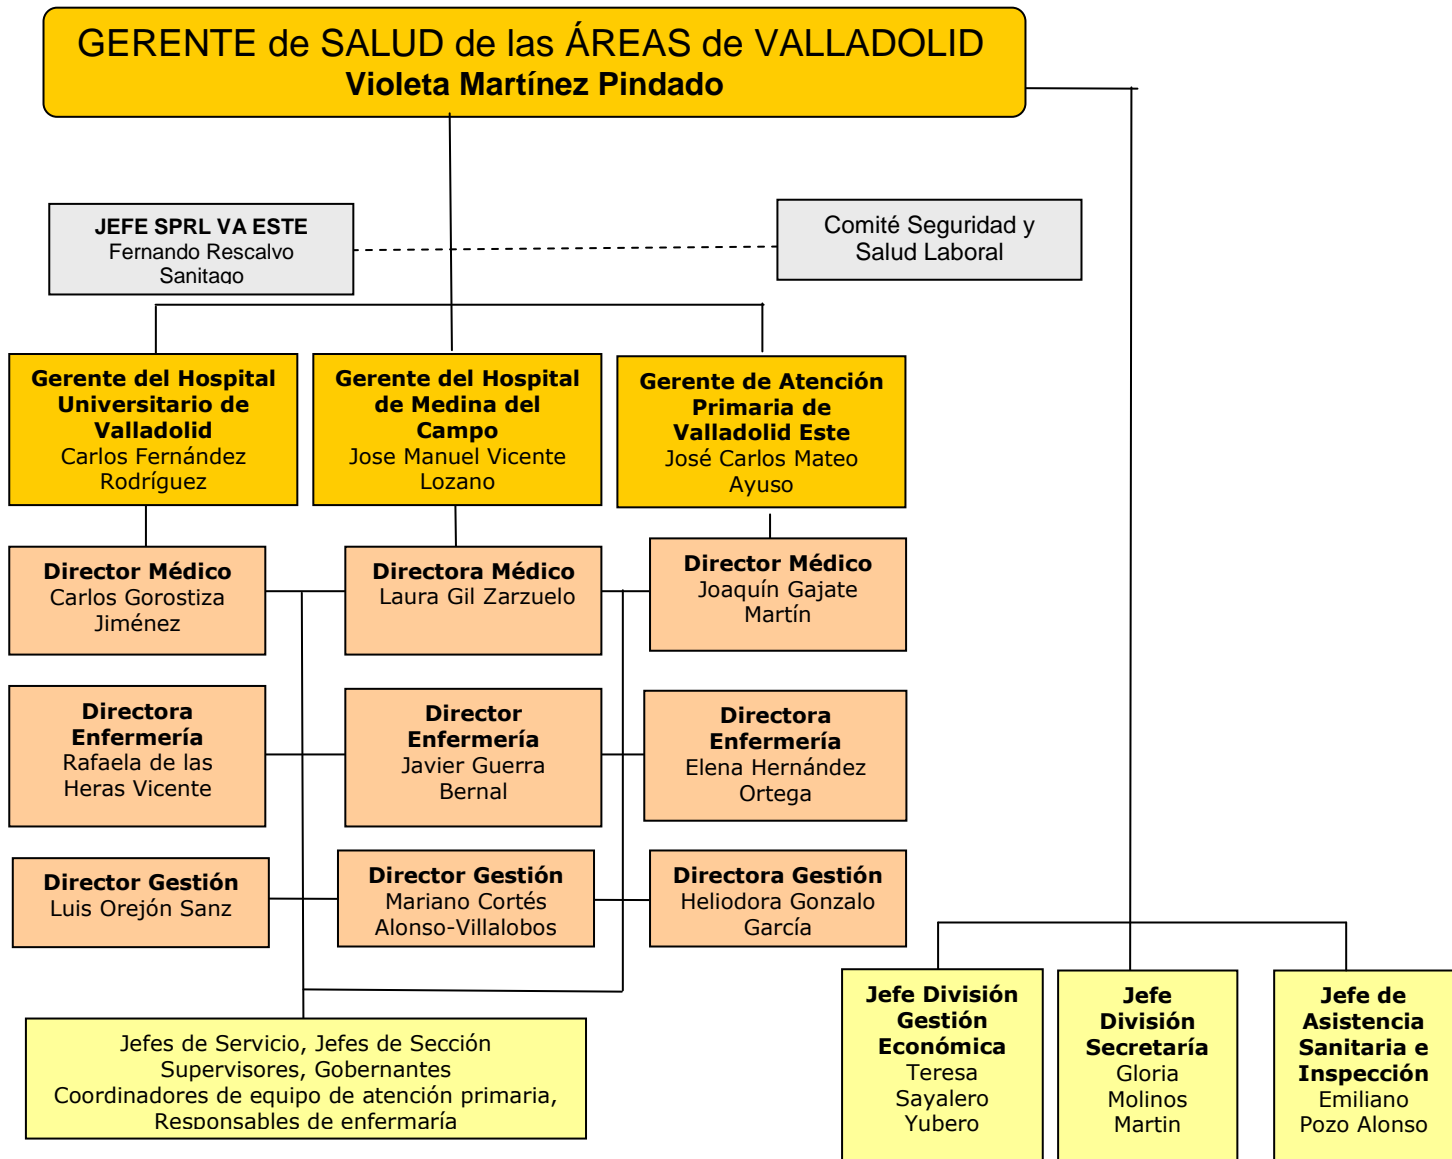 GERENTE de SALUD de las ÁREAS de VALLADOLID
Violeta Martínez Pindado
JEFE SPRL VA ESTE
Fernando Rescalvo
Sanitago
Comité Seguridad y
Salud Laboral
Gerente del Hospital
Universitario de
Valladolid
Carlos Fernández
Rodríguez
Gerente del Hospital
de Medina del
Campo
Jose Manuel Vicente
Lozano
Gerente de Atención
Primaria de
Valladolid Este
José Carlos Mateo
Ayuso
Director Médico
Carlos Gorostiza
Jiménez
Directora Médico
Laura Gil Zarzuelo
Director Médico
Joaquín Gajate
Martín
Directora
Enfermería
Rafaela de las
Heras Vicente
Director
Enfermería
Javier Guerra
Bernal
Directora
Enfermería
Elena Hernández
Ortega
Director Gestión
Luis Orejón Sanz
Director Gestión
Mariano Cortés
Alonso-Villalobos
Directora Gestión
Heliodora Gonzalo
García
Jefes de Servicio, Jefes de Sección
Supervisores, Gobernantes
Coordinadores de equipo de atención primaria,
Responsables de enfermaría
Jefe División
Gestión
Económica
Teresa
Sayalero
Yubero
Jefe
División
Secretaría
Gloria
Molinos
Martin
Jefe de
Asistencia
Sanitaria e
Inspección
Emiliano
Pozo Alonso